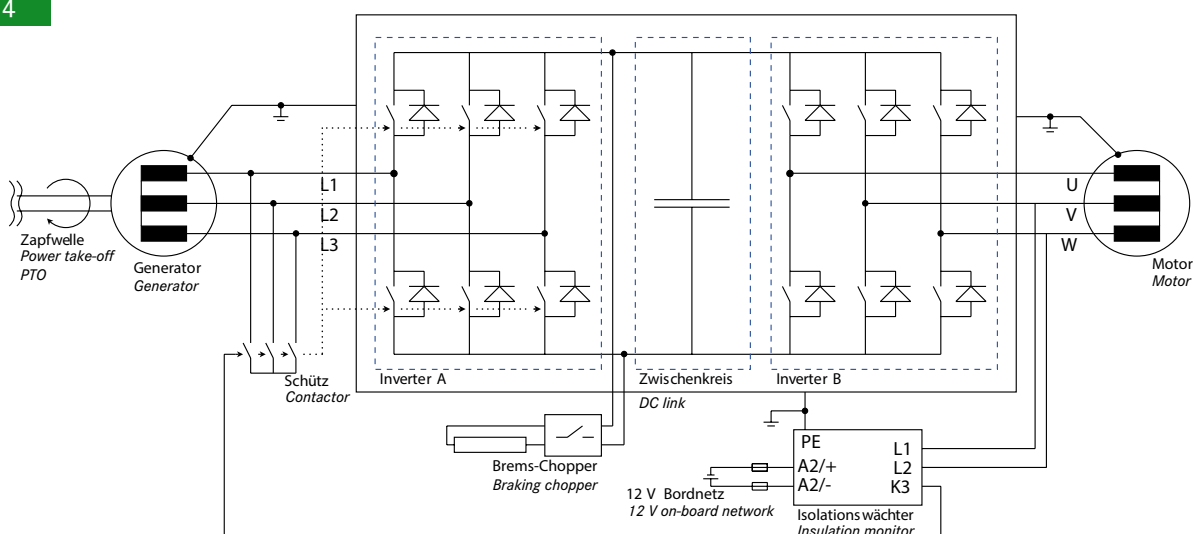 4
L1
L2
L3
Zapfwelle
Power take-off
PTO
Generator
Generator
Schütz
Contactor
Inverter A
Zwischenkreis
DC link
Inverter B
U
V
W
Motor
Motor
Brems-Chopper
Braking chopper
12 V Bordnetz
12 V on-board network
PE
A2/+
A2/-
L1
L2
K3
Isolationswächter
Insulation monitor